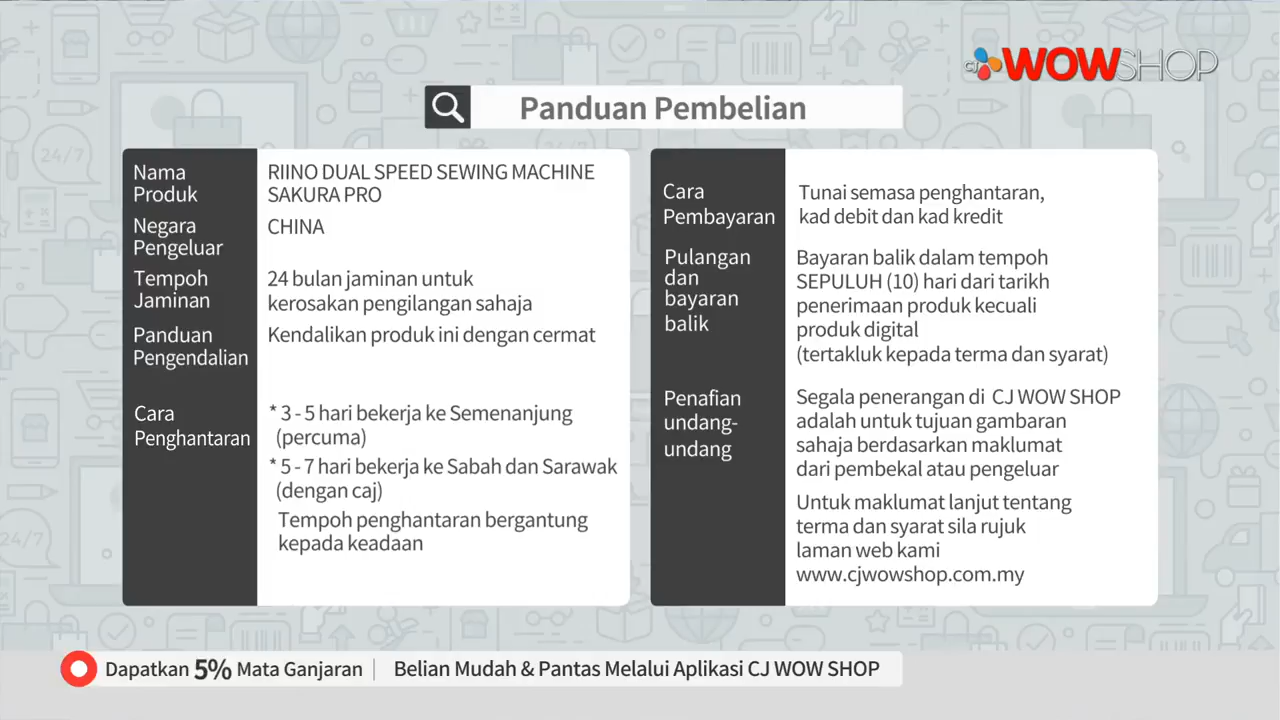 CJ WOWSHOP
Panduan Pembelian
Nama
Produk
RIINO DUAL SPEED SEWING MACHINE
SAKURA PRO
Negara
Pengeluar
CHINA
Tempoh
Jaminan
24 bulan jaminan untuk
kerosakan pengilangan sahaja
Panduan
Pengendalian
Kendalikan produk ini dengan cermat
Cara
Penghantaran
* 3 - 5 hari bekerja ke Semenanjung
(percuma)
* 5 - 7 hari bekerja ke Sabah dan Sarawak
(dengan caj)
Tempoh penghantaran bergantung
kepada keadaan
Cara
Pembayaran
Tunai semasa penghantaran,
kad debit dan kad kredit
Pulangan
dan
bayaran
balik
Bayaran balik dalam tempoh
SEPULUH (10) hari dari tarikh
penerimaan produk kecuali
produk digital
(tertakluk kepada terma dan syarat)
Penafian
undang-
undang
Segala penerangan di CJ WOW SHOP
adalah untuk tujuan gambaran
sahaja berdasarkan maklumat
dari pembekal atau pengeluar
Untuk maklumat lanjut tentang
terma dan syarat sila rujuk
laman web kami
www.cjwowshop.com.my
Dapatkan 5% Mata Ganjaran | Belian Mudah & Pantas Melalui Aplikasi CJ WOW SHOP
24/7
24/7